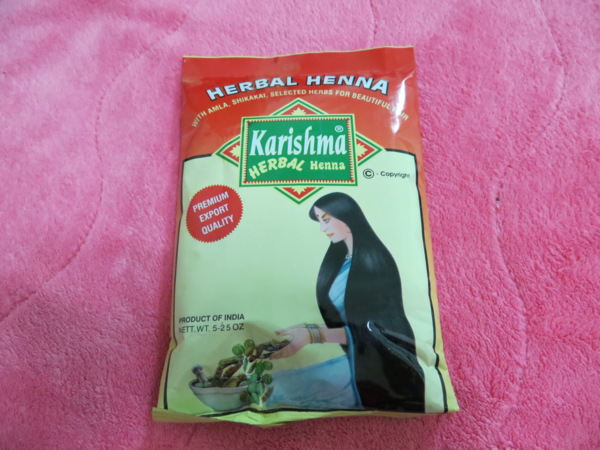 HERBAL HENNA
WITH AMLA, SHIKAKAI, SELECTED HERBS FOR BEAUTIFUL HAIR
Karishma®
HERBAL Henna
© - Copyright
PREMIUM
EXPORT
QUALITY
PRODUCT OF INDIA
NETT. WT. 5-25 OZ